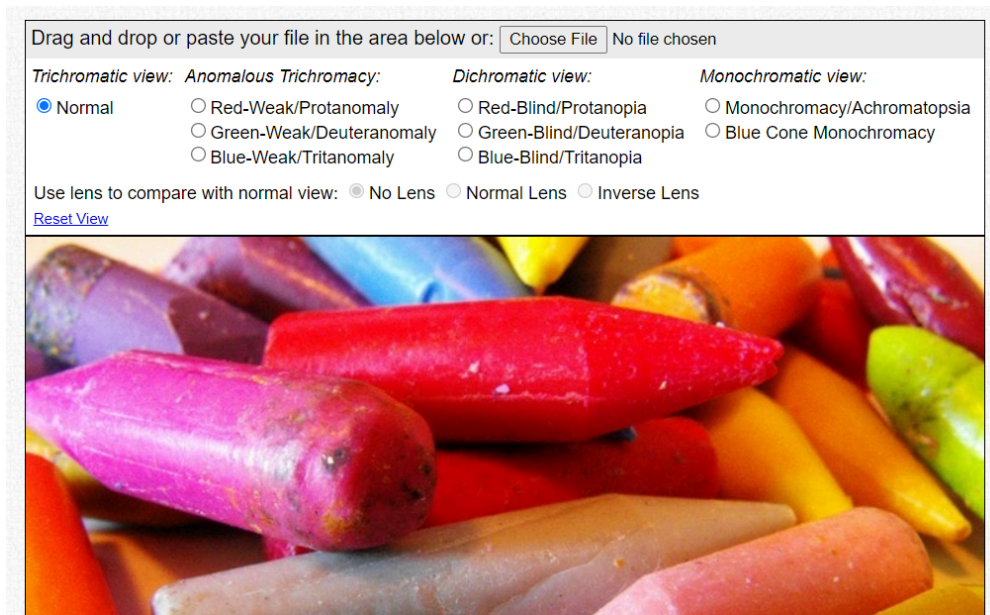 Drag and drop or paste your file in the area below or: Choose File No file chosen
Trichromatic view: Anomalous Trichromacy: Dichromatic view: Monochromatic view:
Normal Red-Weak/Protanomaly Red-Blind/Protanopia Monochromacy/Achromatopsia
Green-Weak/Deuteranomaly Green-Blind/Deuteranopia Blue Cone Monochromacy
Blue-Weak/Tritanomaly Blue-Blind/Tritanopia
Use lens to compare with normal view: No Lens Normal Lens Inverse Lens
Reset View